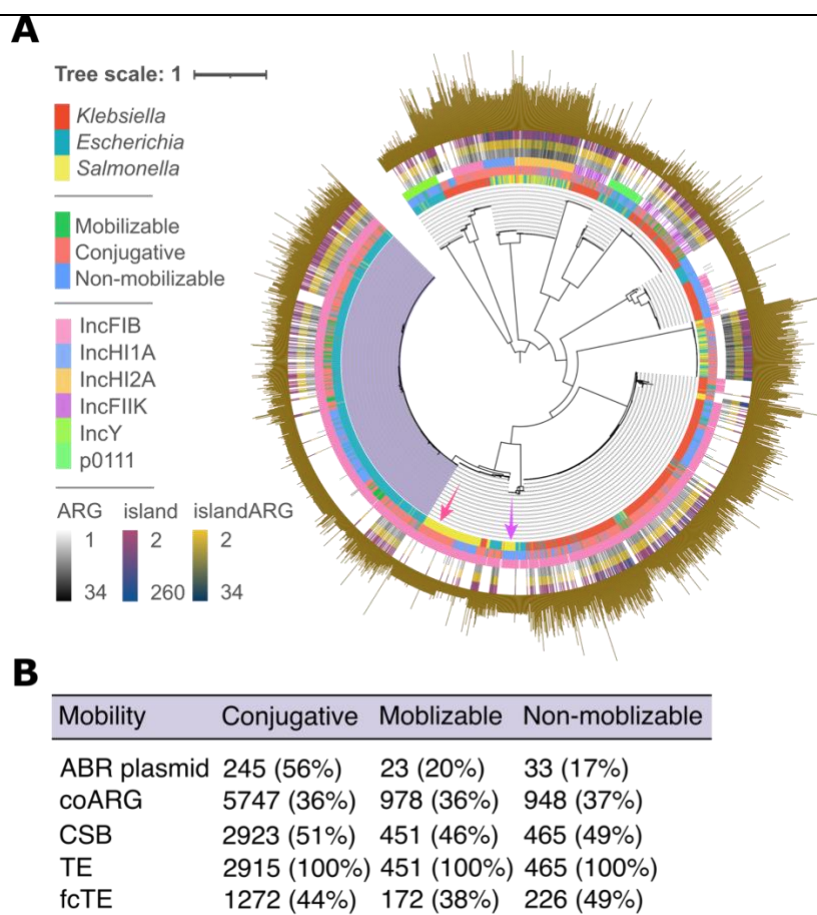 A
Tree scale: 1
Klebsiella
Escherichia
Salmonella
Mobilizable
Conjugative
Non-mobilizable
IncFIB
IncHI1A
IncHI2A
IncFIIK
IncY
p0111
ARG island islandARG
1 2 2
34 260 34
B
Mobility Conjugative Moblizable Non-moblizable
ABR plasmid 245 (56%) 23 (20%) 33 (17%)
coARG 5747 (36%) 978 (36%) 948 (37%)
CSB 2923 (51%) 451 (46%) 465 (49%)
TE 2915 (100%) 451 (100%) 465 (100%)
fcTE 1272 (44%) 172 (38%) 226 (49%)